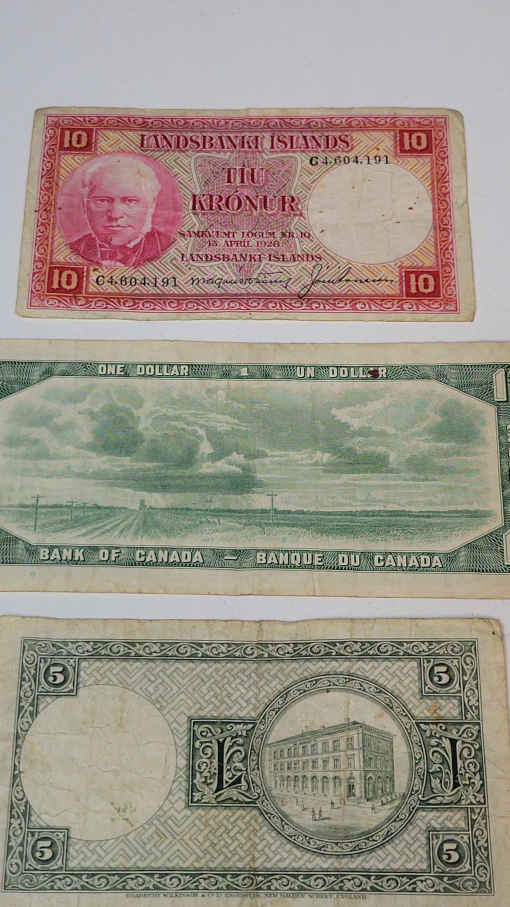 10 LANDSBANKI ÍSLANDS 10
C4.604.191
TÍU
KRÓNUR
SAMKVÆMT LÖGUM NR. 10
15. APRÍL 1928
LANDSBANKI ÍSLANDS
10 C4.604.191 10
ONE DOLLAR 1 UN DOLLAR
1
BANK OF CANADA — BANQUE DU CANADA
5 5
L Í
5 5